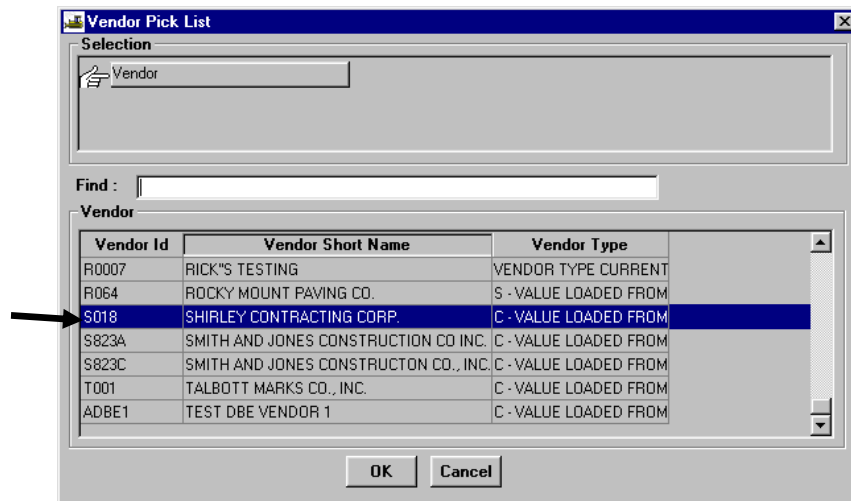 Vendor Pick List
Selection
Vendor
Find :
Vendor
Vendor Id Vendor Short Name Vendor Type
R0007 RICK"S TESTING VENDOR TYPE CURRENT
R064 ROCKY MOUNT PAVING CO. S - VALUE LOADED FROM
S018 SHIRLEY CONTRACTING CORP. C - VALUE LOADED FROM
S823A SMITH AND JONES CONSTRUCTION CO INC. C - VALUE LOADED FROM
S823C SMITH AND JONES CONSTRUCTON CO., INC. C - VALUE LOADED FROM
T001 TALBOTT MARKS CO., INC. C - VALUE LOADED FROM
ADBE1 TEST DBE VENDOR 1 C - VALUE LOADED FROM
OK Cancel